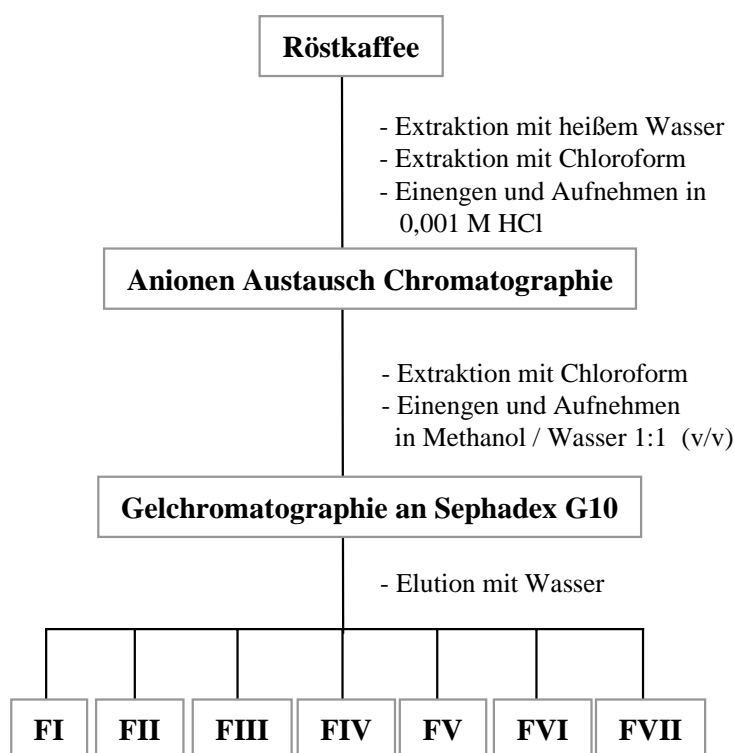 Röstkaffee
- Extraktion mit heißem Wasser
- Extraktion mit Chloroform
- Einengen und Aufnehmen in
0,001 M HCl
Anionen Austausch Chromatographie
- Extraktion mit Chloroform
- Einengen und Aufnehmen
in Methanol / Wasser 1:1 (v/v)
Gelchromatographie an Sephadex G10
- Elution mit Wasser
FI FII FIII FIV FV FVI FVII